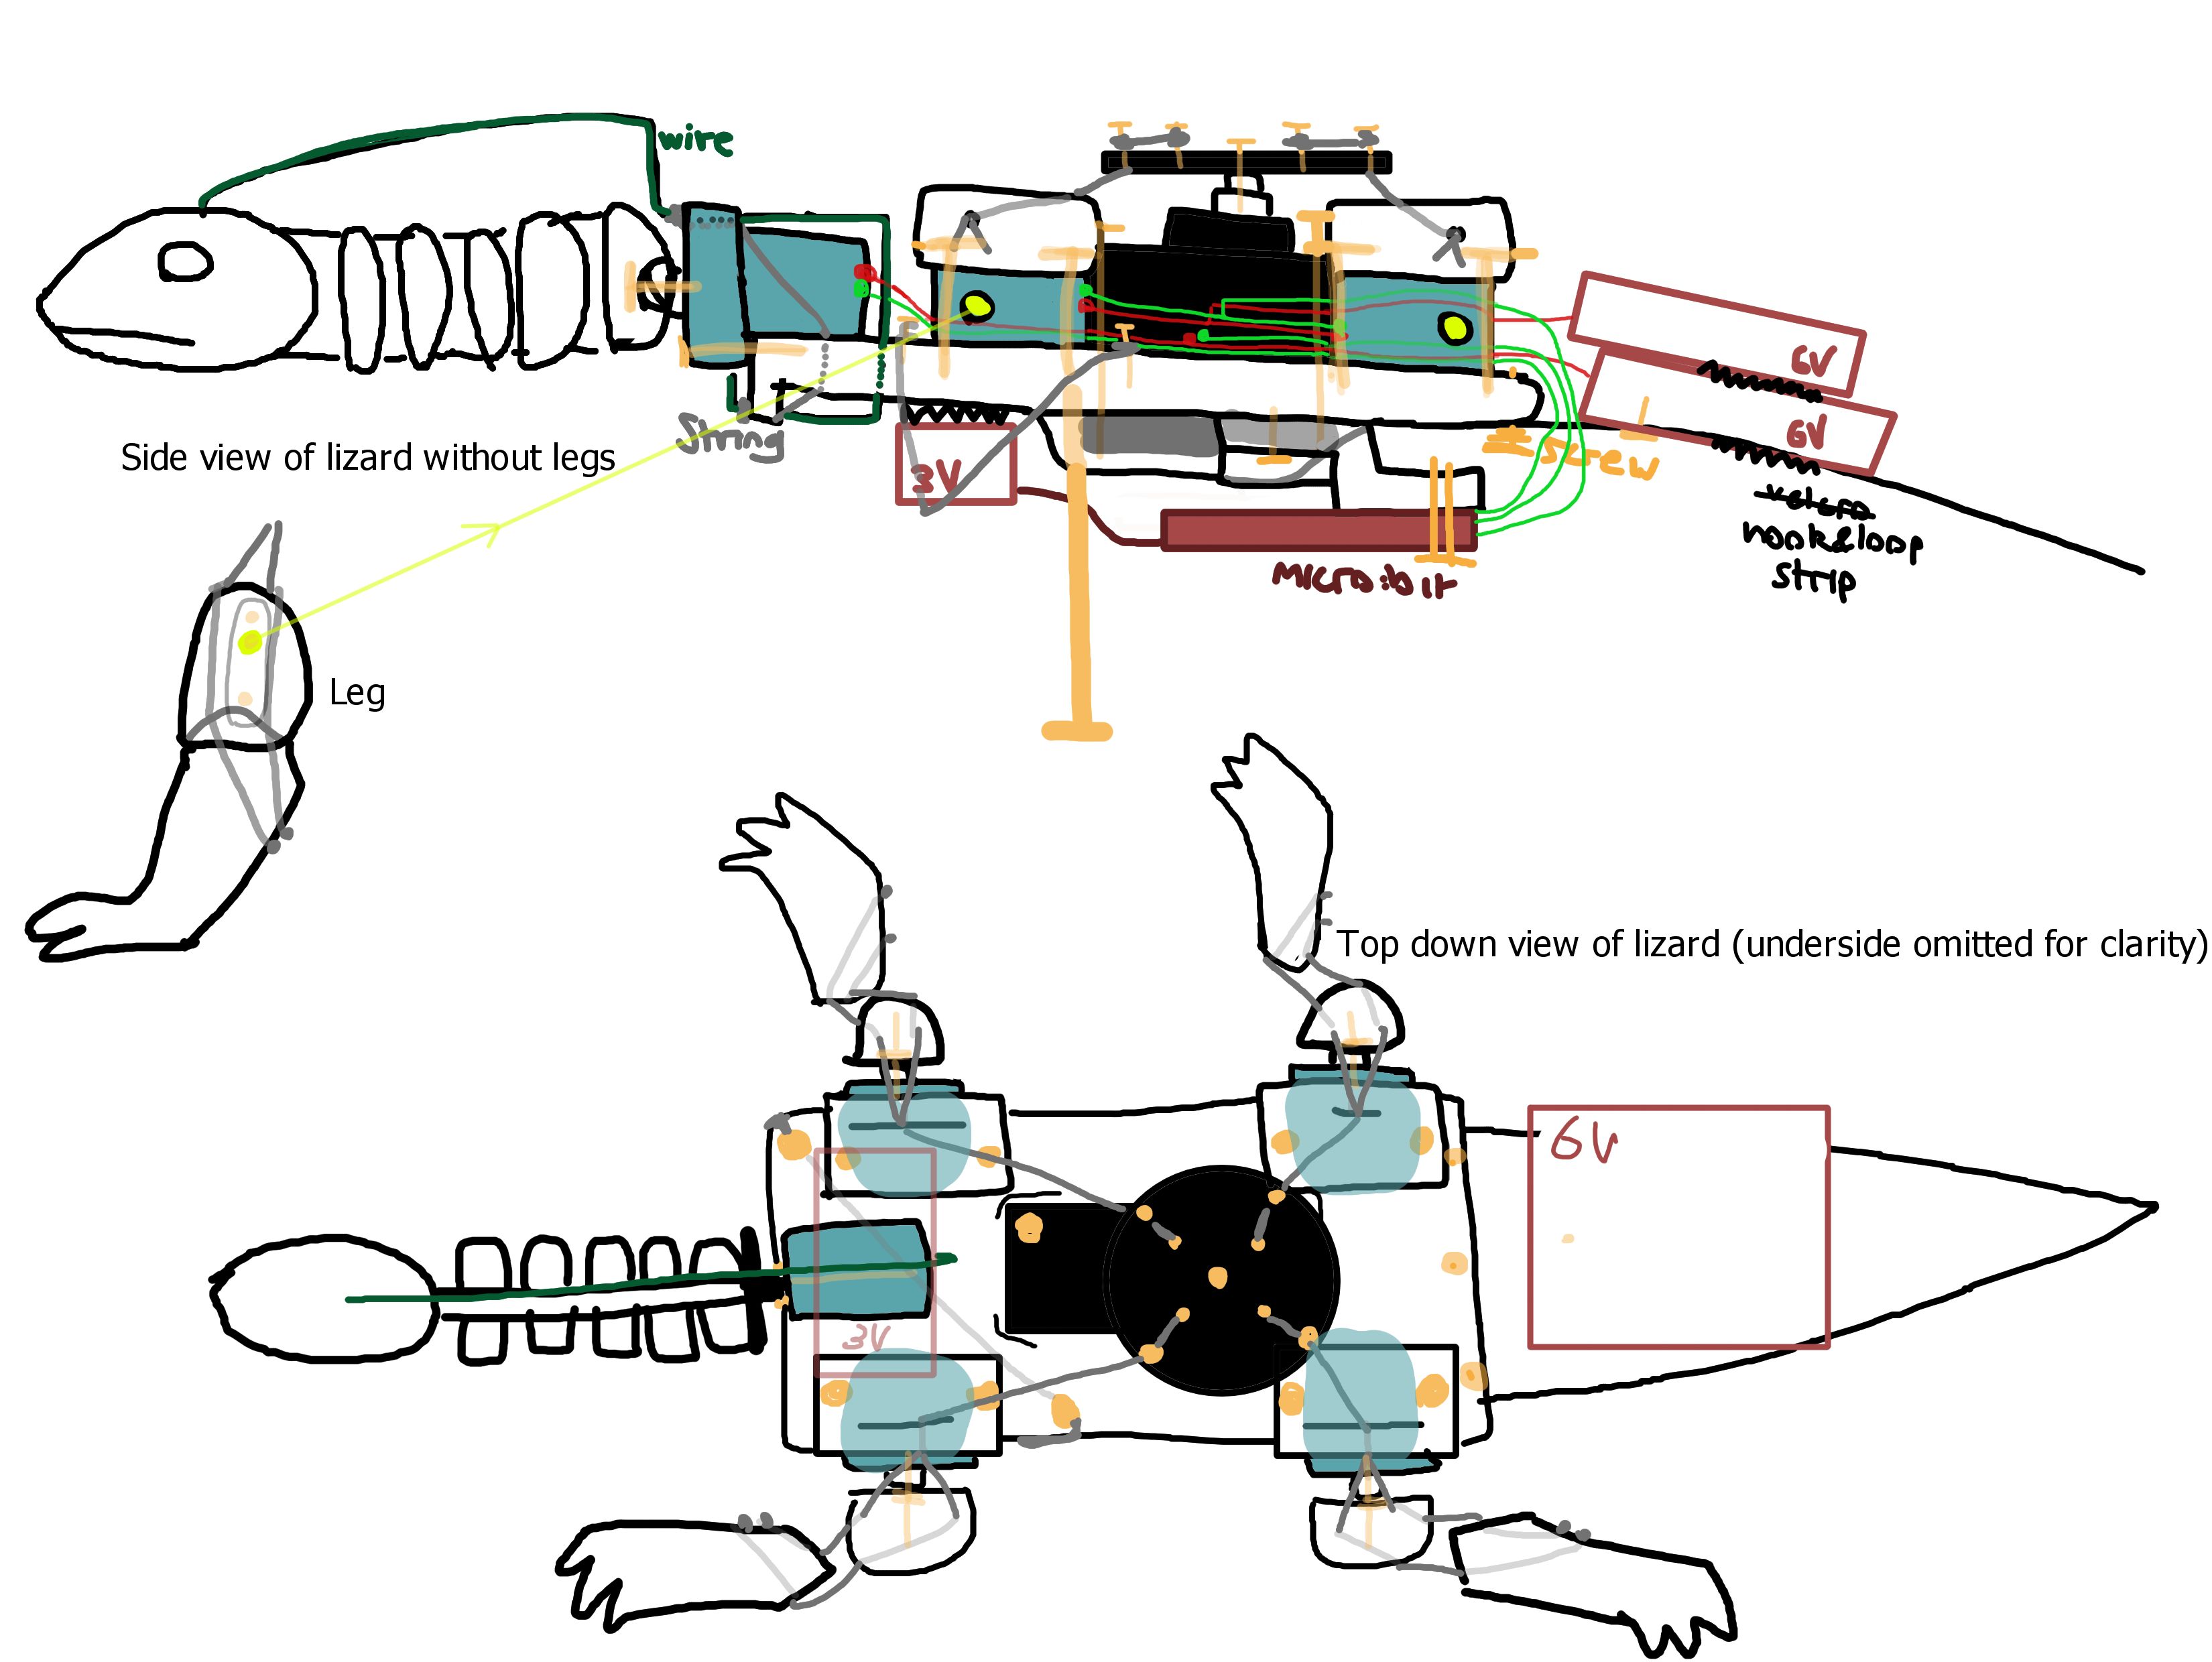 wire
6V
6V
Side view of lizard without legs
string
3V
screw
velcro
hook&loop
strip
micro:bit
Leg
Top down view of lizard (underside omitted for clarity)
6V
3V